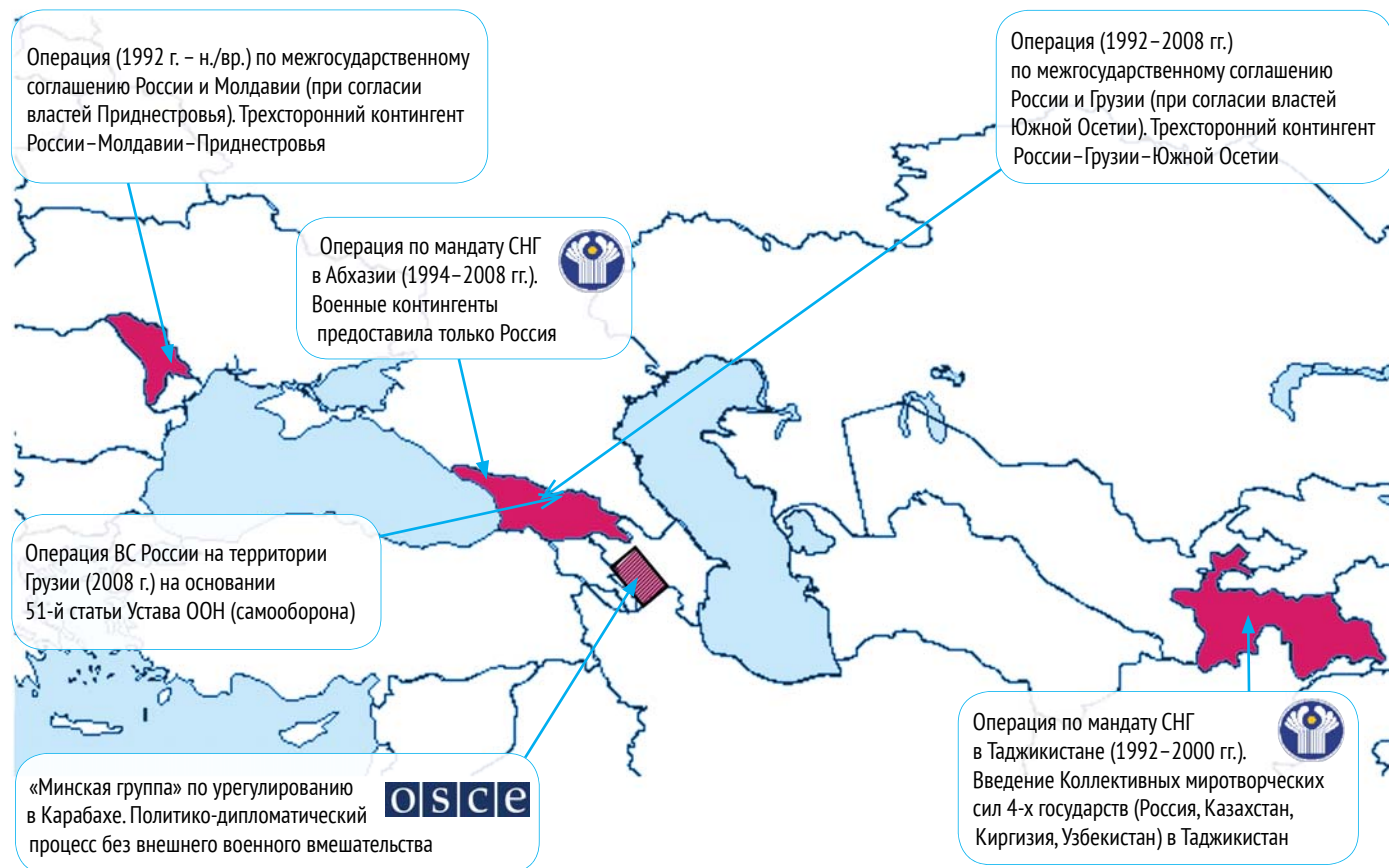 Операция (1992 г. – н./вр.) по межгосударственному
соглашению России и Молдавии (при согласии
властей Приднестровья). Трехсторонний контингент
России–Молдавии–Приднестровья
Операция (1992–2008 гг.)
по межгосударственному соглашению
России и Грузии (при согласии властей
Южной Осетии). Трехсторонний контингент
России–Грузии–Южной Осетии
Операция по мандату СНГ
в Абхазии (1994–2008 гг.).
Военные контингенты
предоставила только Россия
Операция ВС России на территории
Грузии (2008 г.) на основании
51-й статьи Устава ООН (самооборона)
«Минская группа» по урегулированию
в Карабахе. Политико-дипломатический
процесс без внешнего военного вмешательства
osce
Операция по мандату СНГ
в Таджикистане (1992–2000 гг.).
Введение Коллективных миротворческих
сил 4-х государств (Россия, Казахстан,
Киргизия, Узбекистан) в Таджикистан